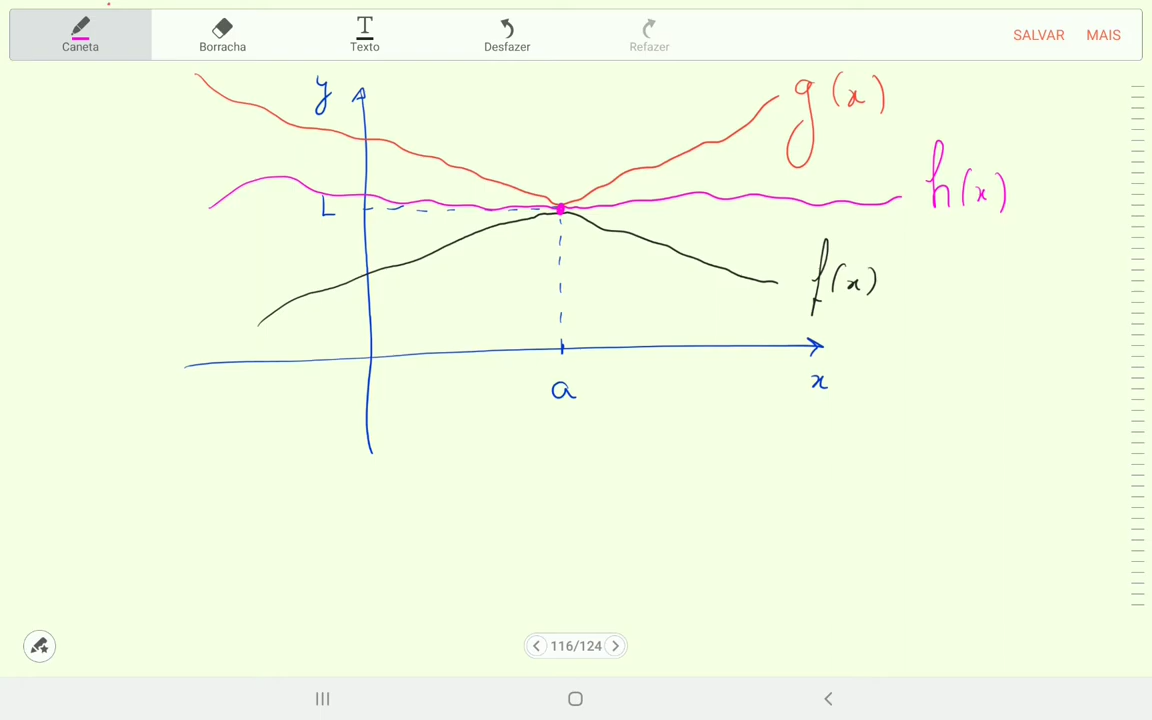 Caneta Borracha Texto Desfazer Refazer SALVAR MAIS
y
g(x)
h(x)
L
f(x)
a
x
116/124